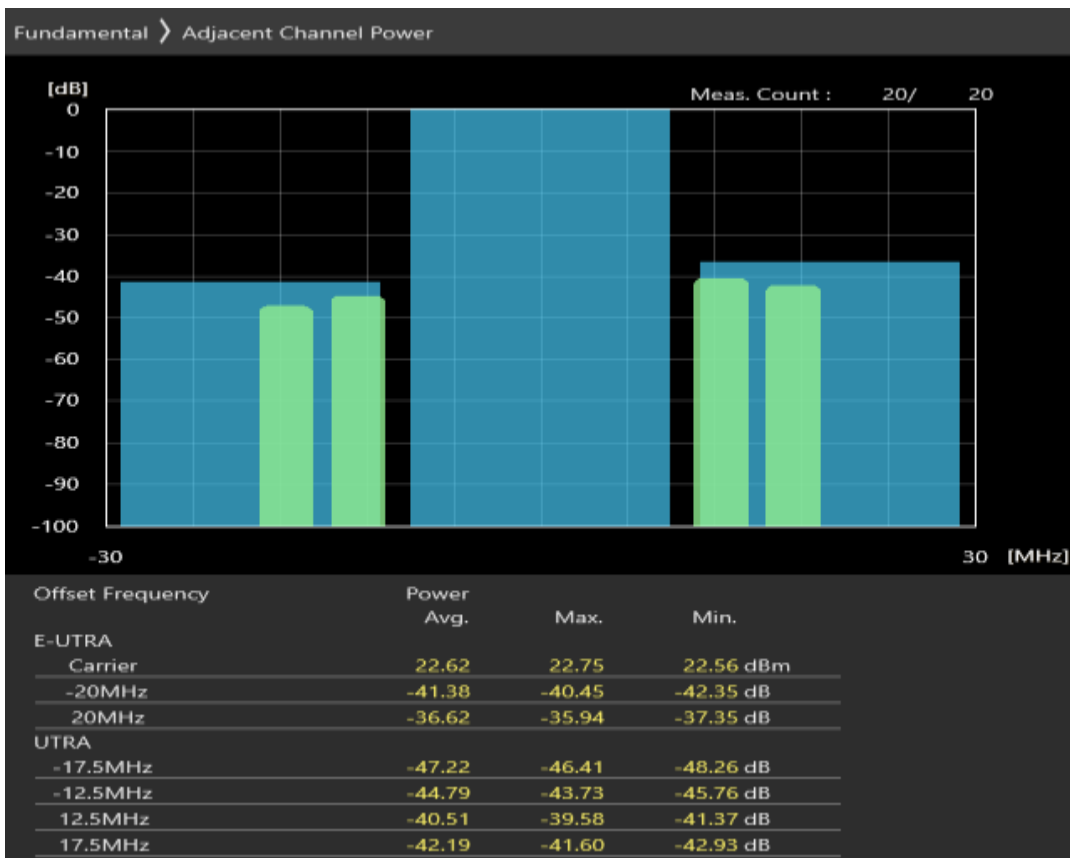 Fundamental ❯ Adjacent Channel Power
[dB]
Meas. Count : 20/ 20
0
-10
-20
-30
-40
-50
-60
-70
-80
-90
-100
-30 30 [MHz]
Offset Frequency Power
Avg. Max. Min.
E-UTRA
Carrier 22.62 22.75 22.56 dBm
-20MHz -41.38 -40.45 -42.35 dB
20MHz -36.62 -35.94 -37.35 dB
UTRA
-17.5MHz -47.22 -46.41 -48.26 dB
-12.5MHz -44.79 -43.73 -45.76 dB
12.5MHz -40.51 -39.58 -41.37 dB
17.5MHz -42.19 -41.60 -42.93 dB